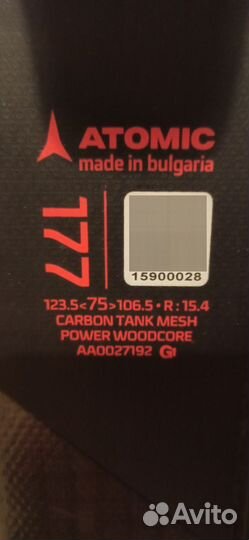 ATOMIC
made in bulgaria
177
15900028
123.5<75>106.5 • R : 15.4
CARBON TANK MESH
POWER WOODCORE
AA0027192 GI
Avito